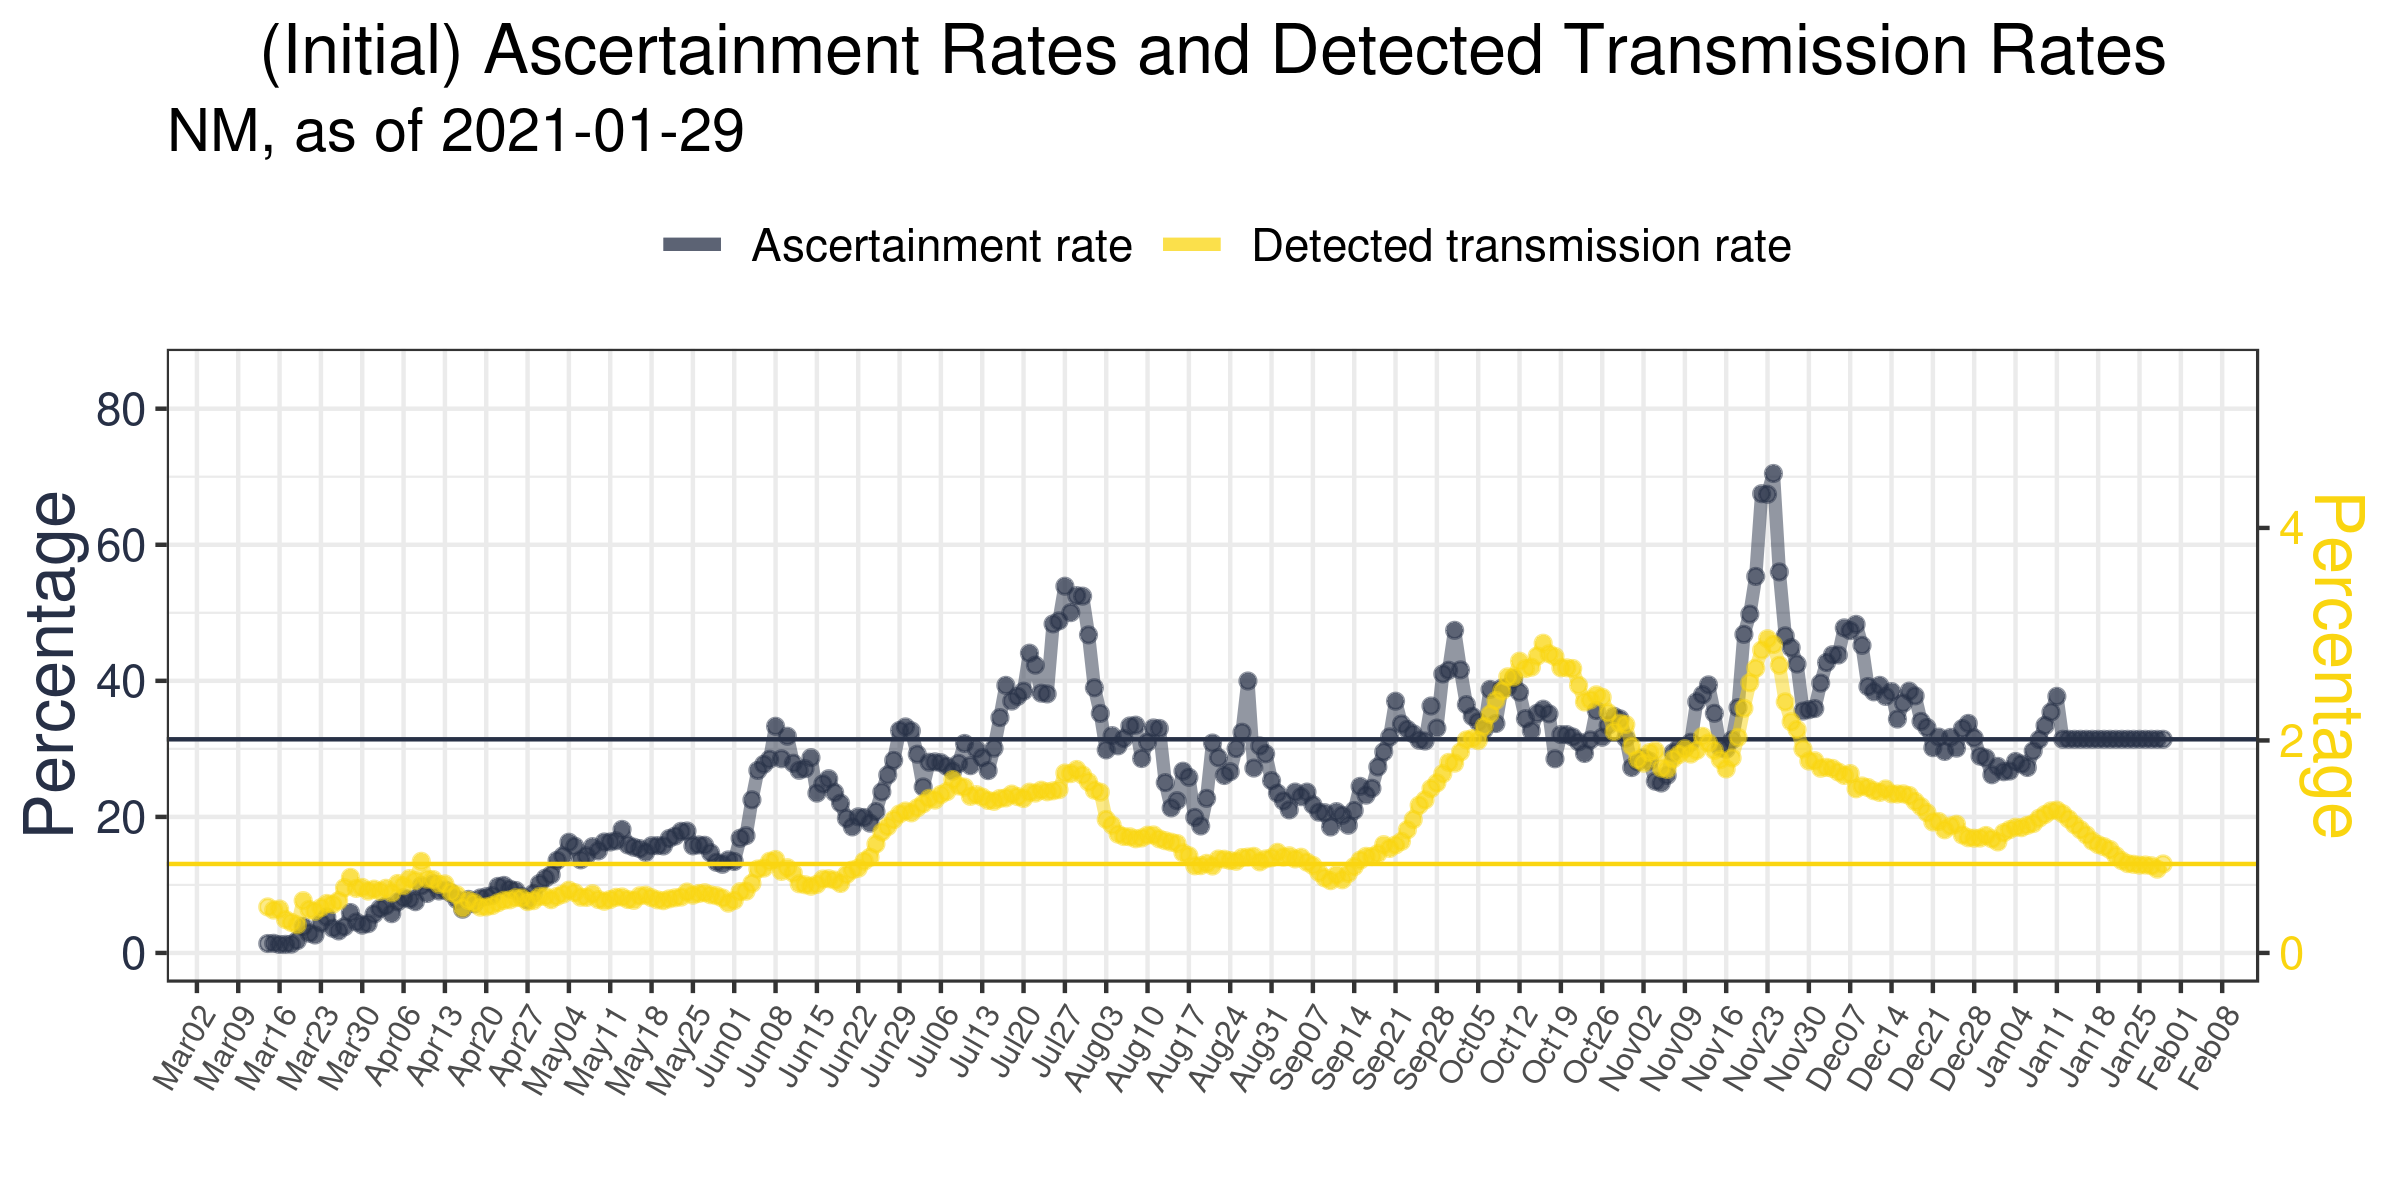 (Initial) Ascertainment Rates and Detected Transmission Rates
NM, as of 2021-01-29
Ascertainment rate
Detected transmission rate
Percentage
80
60
40
20
0
4
2
0
Percentage
Mar02
Mar09
Mar16
Mar23
Mar30
Apr06
Apr13
Apr20
Apr27
May04
May11
May18
May25
Jun01
Jun08
Jun15
Jun22
Jun29
Jul06
Jul13
Jul20
Jul27
Aug03
Aug10
Aug17
Aug24
Aug31
Sep07
Sep14
Sep21
Sep28
Oct05
Oct12
Oct19
Oct26
Nov02
Nov09
Nov16
Nov23
Nov30
Dec07
Dec14
Dec21
Dec28
Jan04
Jan11
Jan18
Jan25
Feb01
Feb08